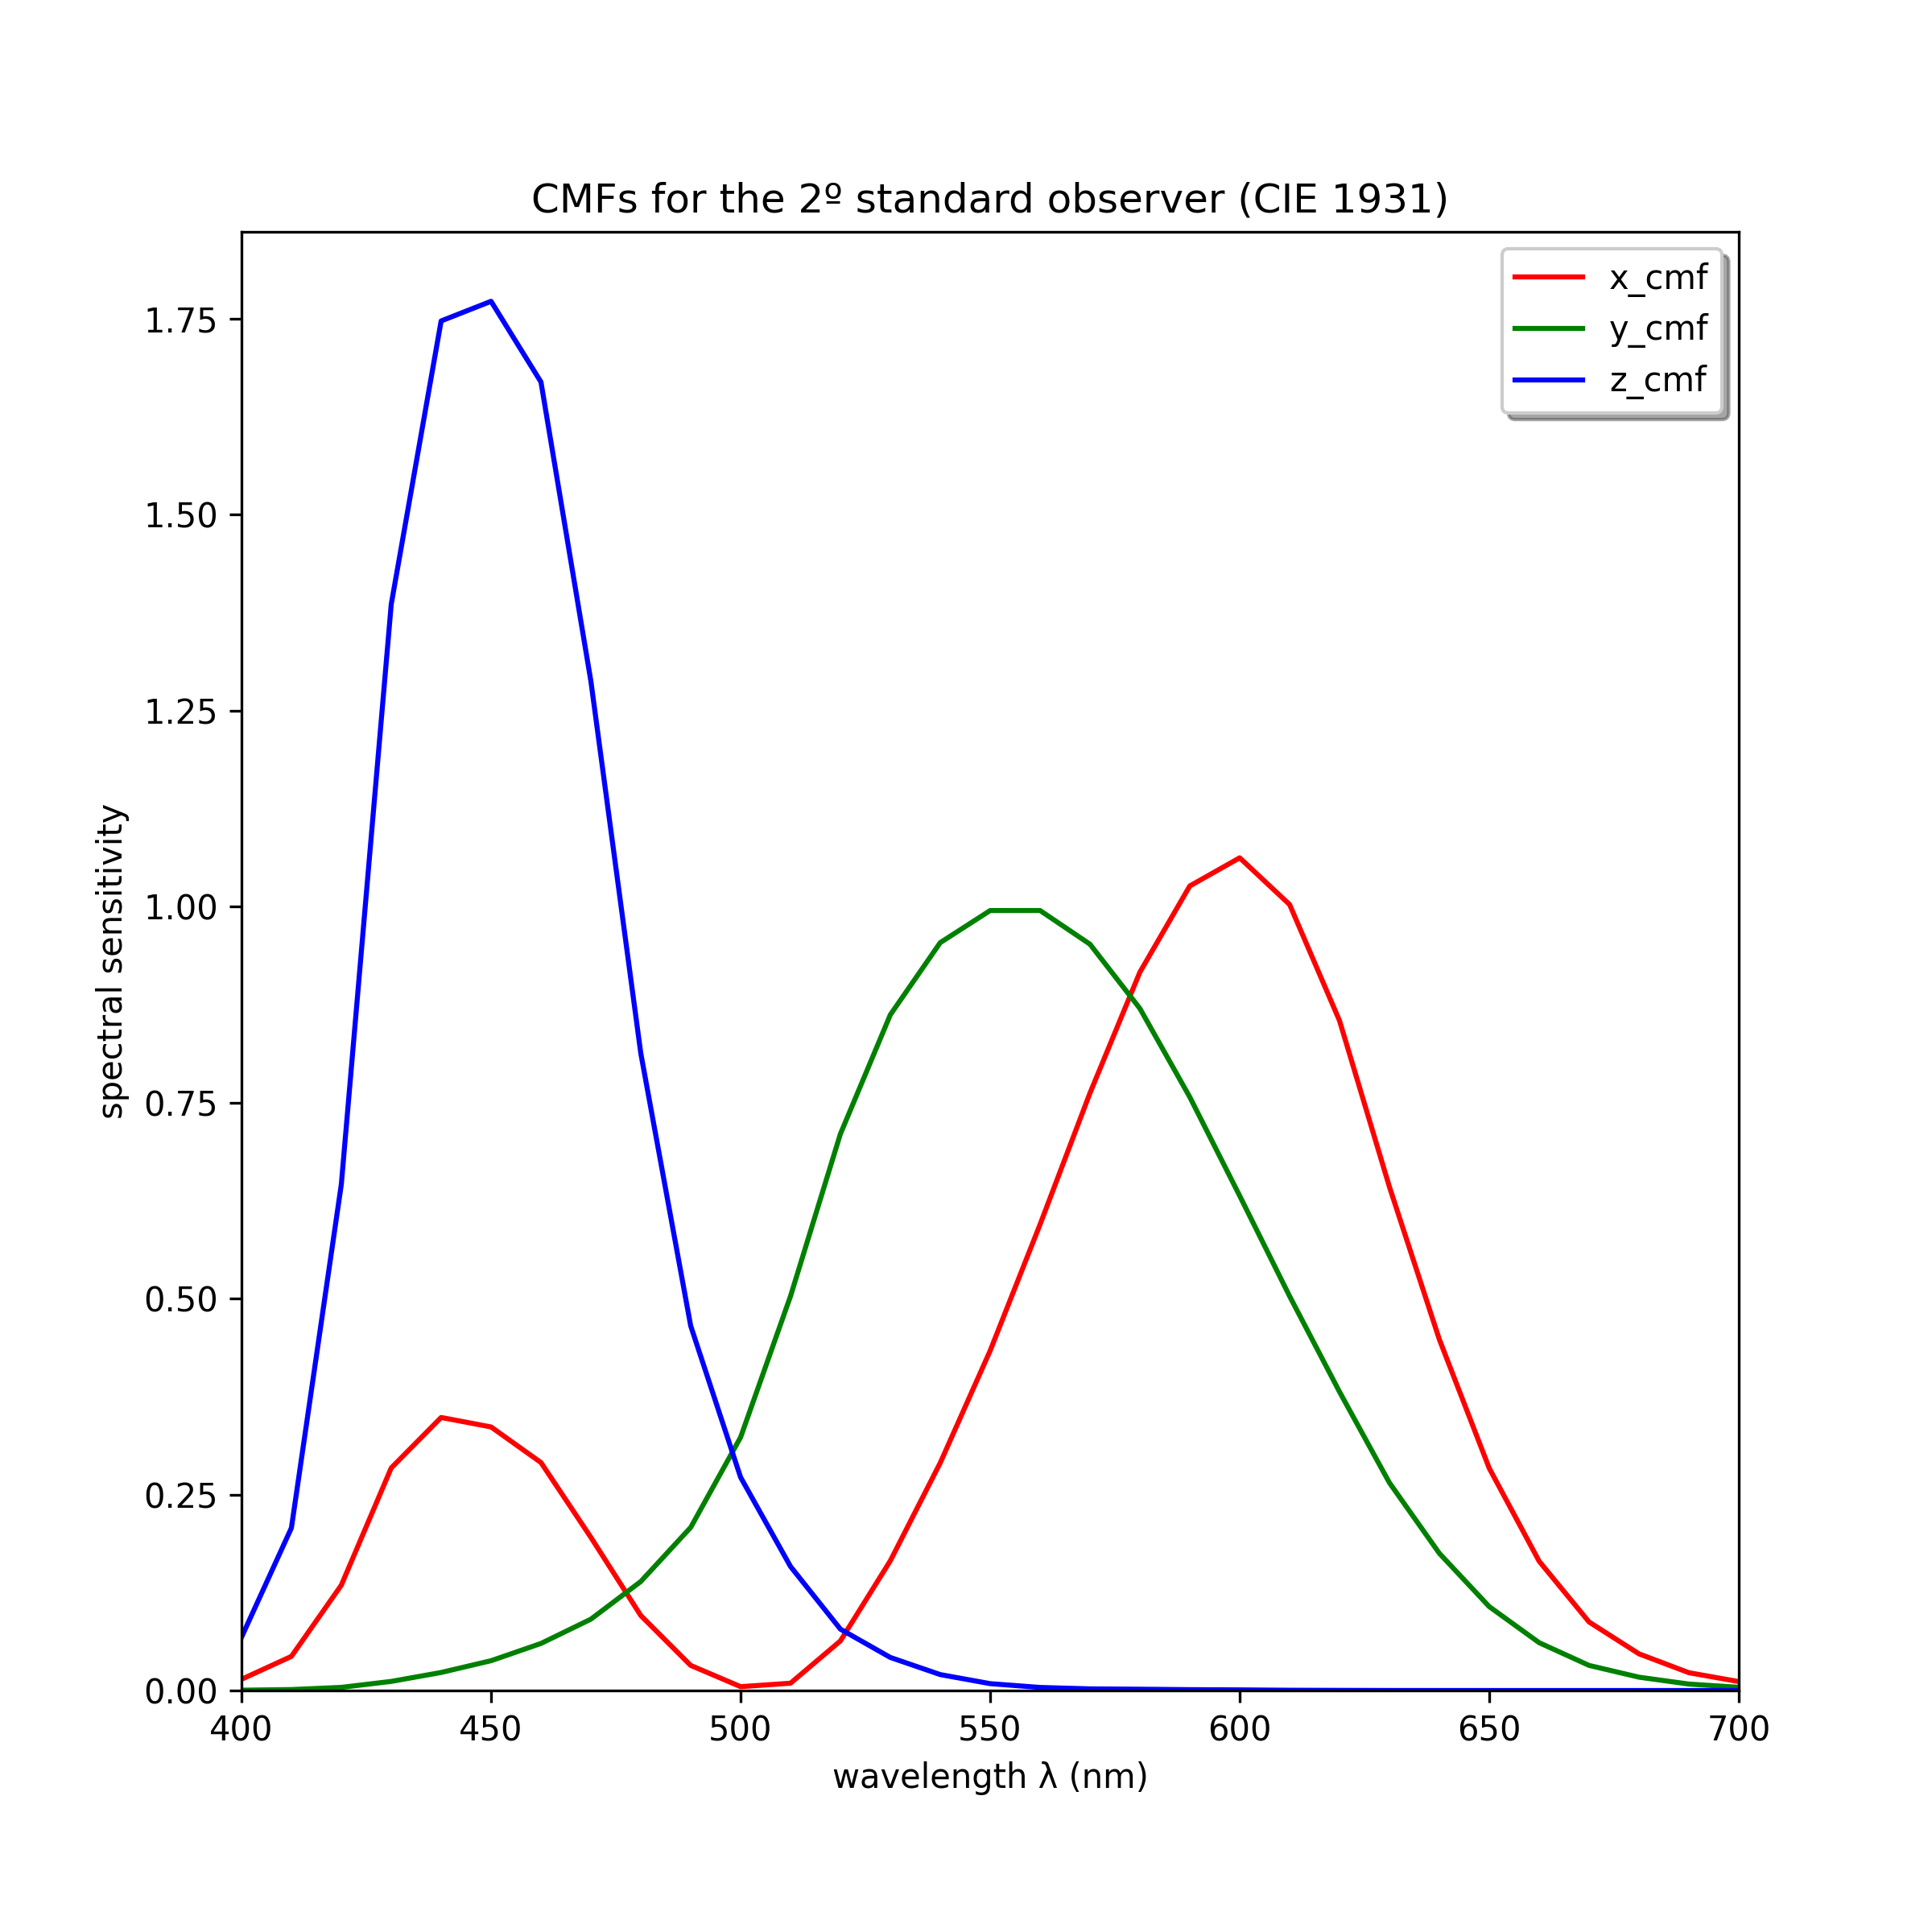 CMFs for the 2º standard observer (CIE 1931)
x_cmf
y_cmf
z_cmf
spectral sensitivity
1.75
1.50
1.25
1.00
0.75
0.50
0.25
0.00
400 450 500 550 600 650 700
wavelength λ (nm)